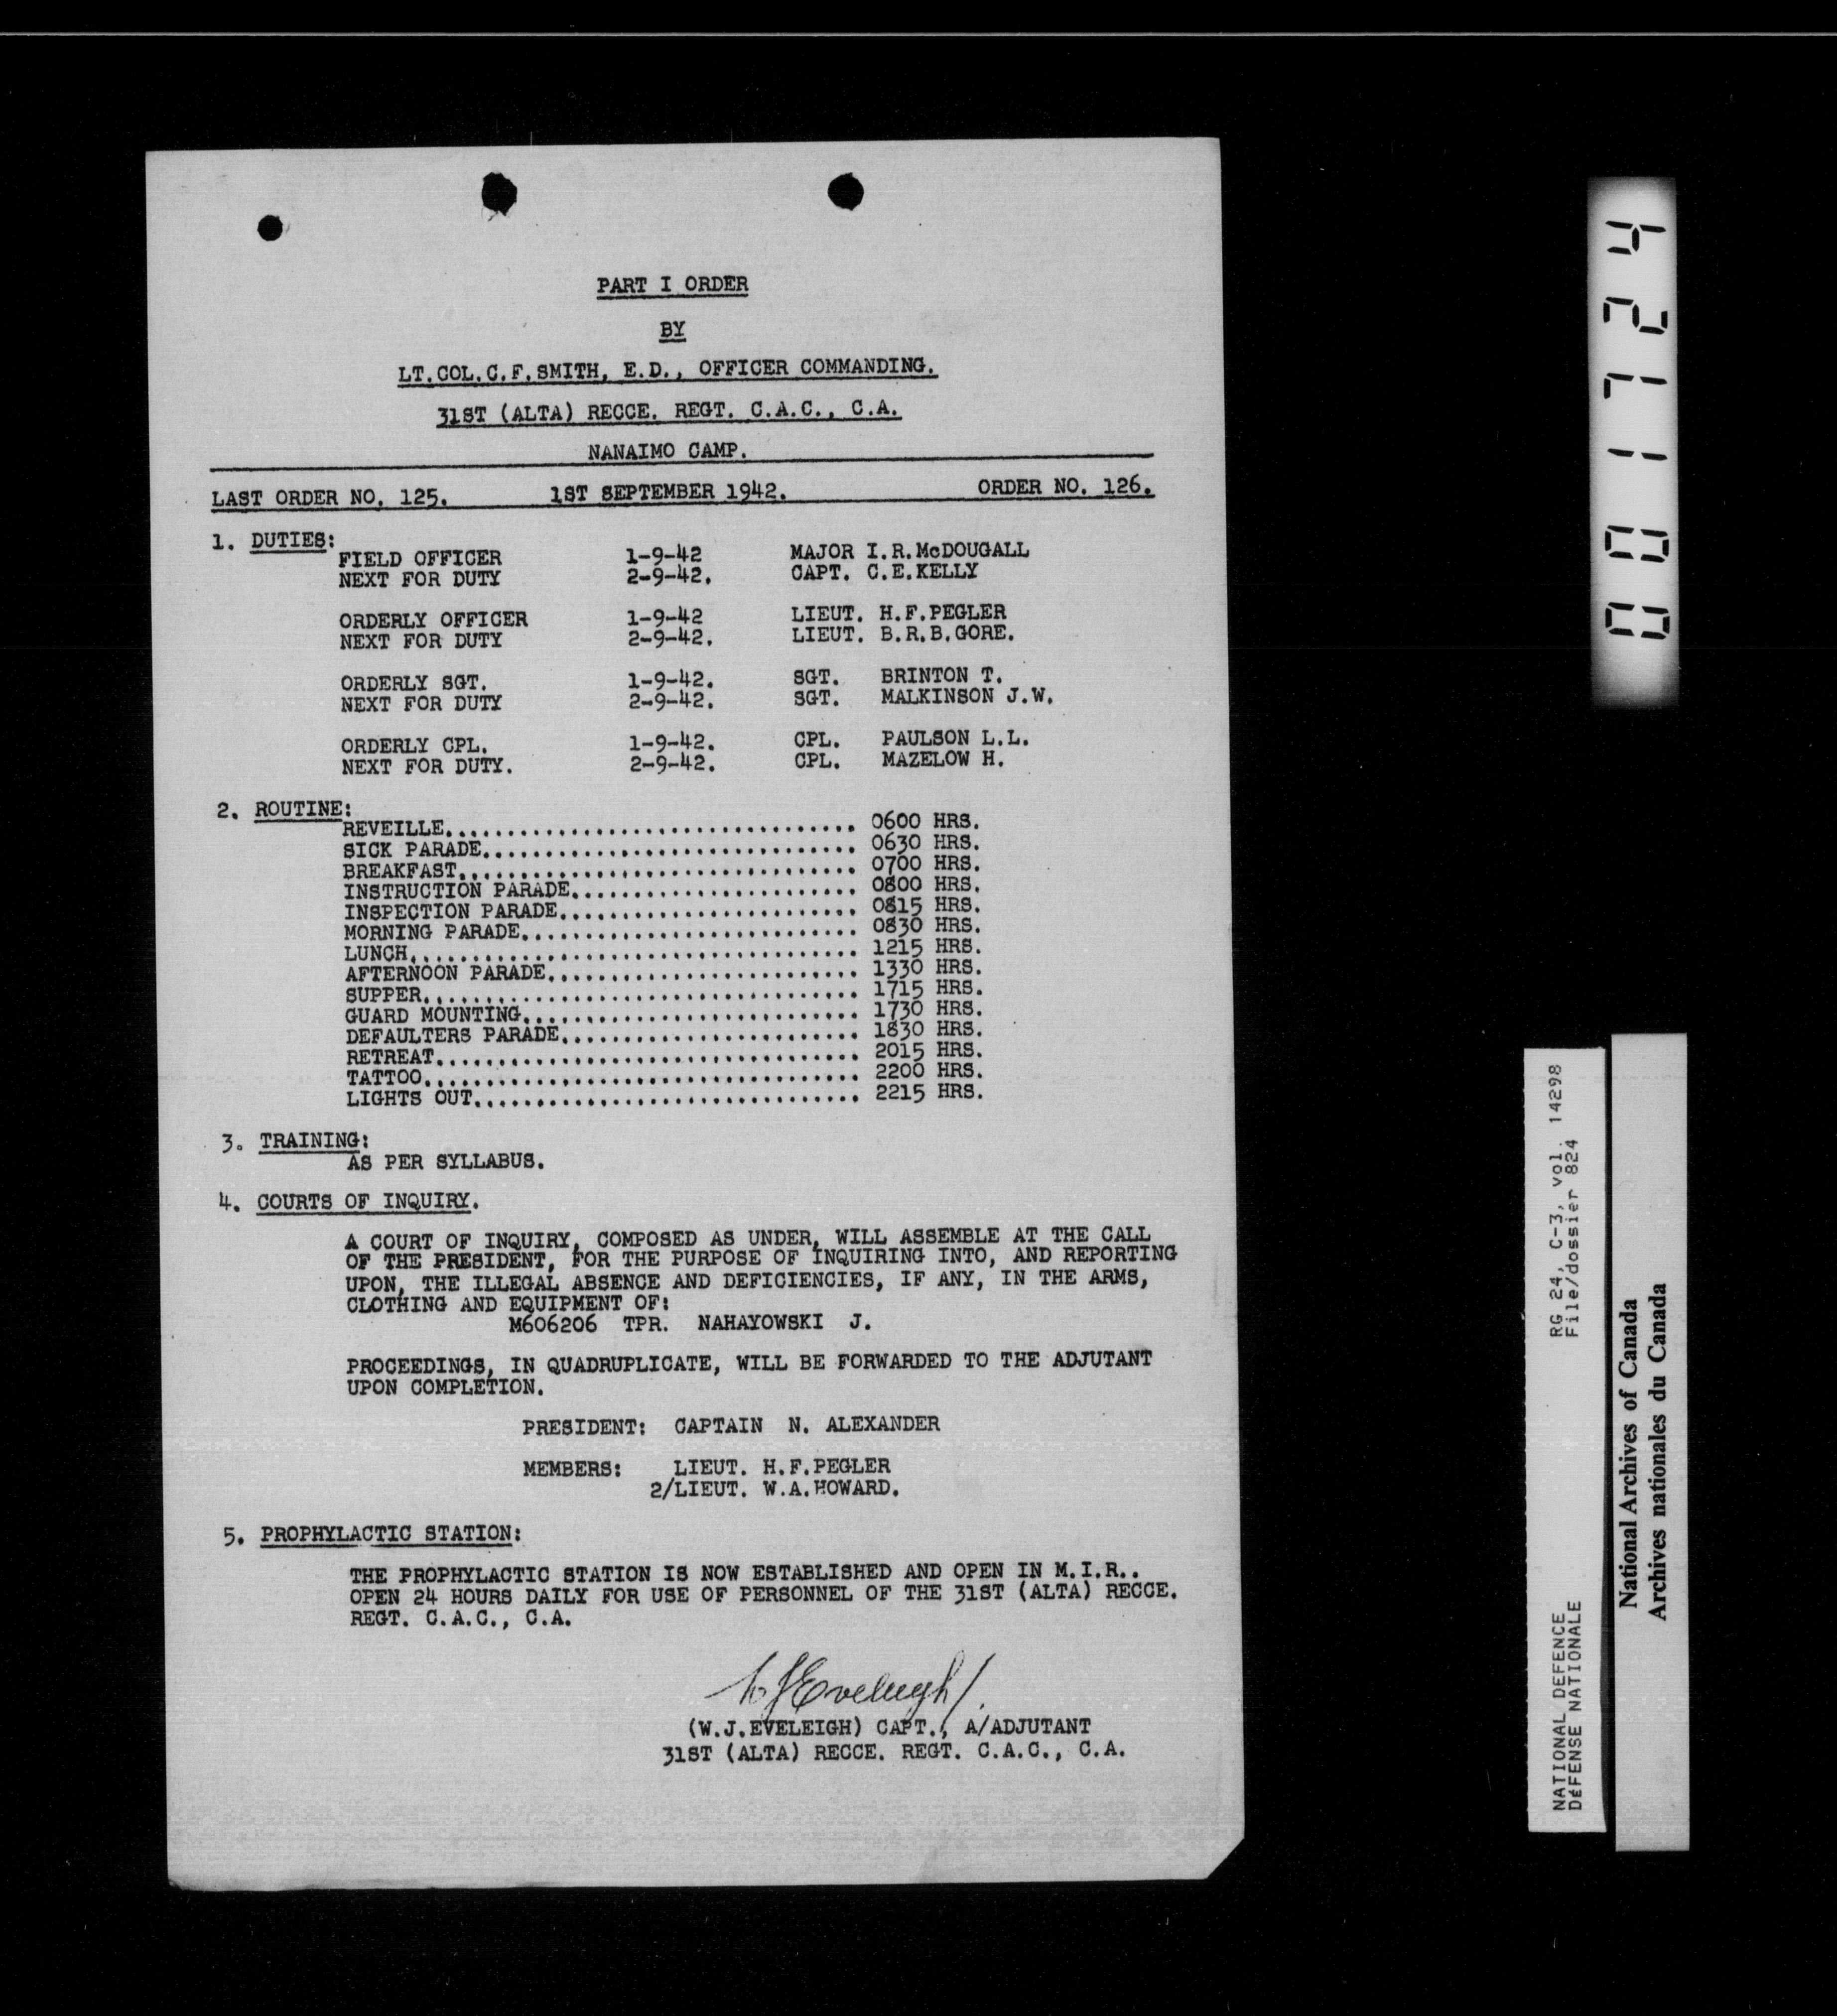 PART I ORDER
BY
LT.COL.C.F.SMITH, E.D., OFFICER COMMANDING.
31ST (ALTA) RECCE. REGT. C.A.C., C.A.
NANAIMO CAMP.
LAST ORDER NO. 125. 1ST SEPTEMBER 1942. ORDER NO. 126.
1. DUTIES:
FIELD OFFICER 1-9-42 MAJOR I.R.McDOUGALL
NEXT FOR DUTY 2-9-42. CAPT. C.E.KELLY
ORDERLY OFFICER 1-9-42 LIEUT. H.F.PEGLER
NEXT FOR DUTY 2-9-42. LIEUT. B.R.B.GORE.
ORDERLY SGT. 1-9-42. SGT. BRINTON T.
NEXT FOR DUTY 2-9-42. SGT. MALKINSON J.W.
ORDERLY CPL. 1-9-42. CPL. PAULSON L.L.
NEXT FOR DUTY. 2-9-42. CPL. MAZELOW H.
2. ROUTINE:
REVEILLE................................. 0600 HRS.
SICK PARADE.............................. 0630 HRS.
BREAKFAST................................ 0700 HRS.
INSTRUCTION PARADE....................... 0800 HRS.
INSPECTION PARADE........................ 0815 HRS.
MORNING PARADE........................... 0830 HRS.
LUNCH.................................... 1215 HRS.
AFTERNOON PARADE......................... 1330 HRS.
SUPPER................................... 1715 HRS.
GUARD MOUNTING........................... 1730 HRS.
DEFAULTERS PARADE........................ 1830 HRS.
RETREAT.................................. 2015 HRS.
TATTOO................................... 2200 HRS.
LIGHTS OUT............................... 2215 HRS.
3. TRAINING:
AS PER SYLLABUS.
4. COURTS OF INQUIRY.
A COURT OF INQUIRY, COMPOSED AS UNDER, WILL ASSEMBLE AT THE CALL
OF THE PRESIDENT, FOR THE PURPOSE OF INQUIRING INTO, AND REPORTING
UPON, THE ILLEGAL ABSENCE AND DEFICIENCIES, IF ANY, IN THE ARMS,
CLOTHING AND EQUIPMENT OF:
M606206 TPR. NAHAYOWSKI J.
PROCEEDINGS, IN QUADRUPLICATE, WILL BE FORWARDED TO THE ADJUTANT
UPON COMPLETION.
PRESIDENT: CAPTAIN N. ALEXANDER
MEMBERS: LIEUT. H.F.PEGLER
2/LIEUT. W.A.HOWARD.
5. PROPHYLACTIC STATION:
THE PROPHYLACTIC STATION IS NOW ESTABLISHED AND OPEN IN M.I.R..
OPEN 24 HOURS DAILY FOR USE OF PERSONNEL OF THE 31ST (ALTA) RECCE.
REGT. C.A.C., C.A.
WJEveleigh
(W.J.EVELEIGH) CAPT., A/ADJUTANT
31ST (ALTA) RECCE. REGT. C.A.C., C.A.
001724
NATIONAL DEFENCE RG 24, C-3, vol. 14298
DéFENSE NATIONALE File/dossier 824
National Archives of Canada
Archives nationales du Canada